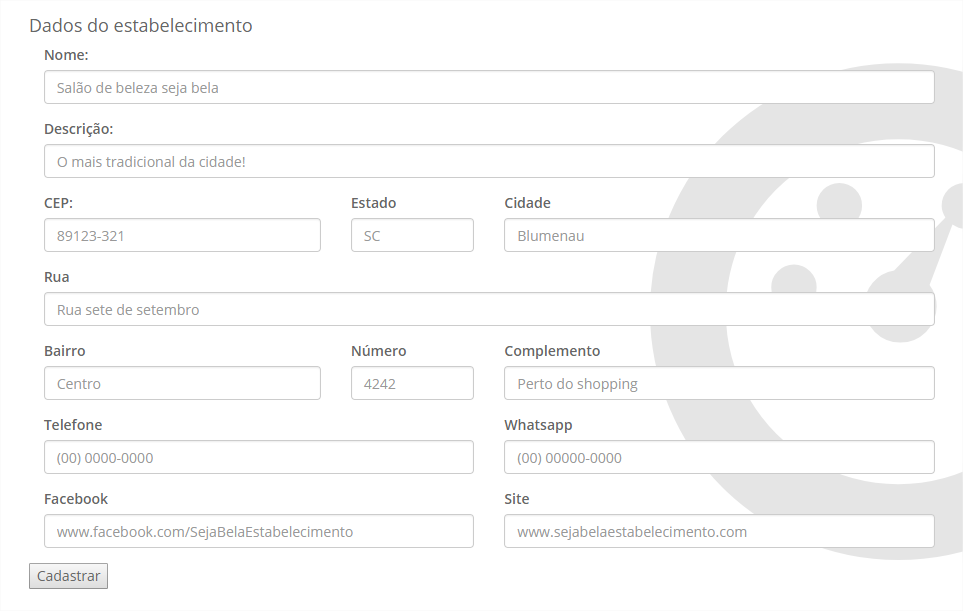 Dados do estabelecimento
Nome:
Salão de beleza seja bela
Descrição:
O mais tradicional da cidade!
CEP: Estado Cidade
89123-321 SC Blumenau
Rua
Rua sete de setembro
Bairro Número Complemento
Centro 4242 Perto do shopping
Telefone Whatsapp
(00) 0000-0000 (00) 00000-0000
Facebook Site
www.facebook.com/SejaBelaEstabelecimento www.sejabelaestabelecimento.com
Cadastrar